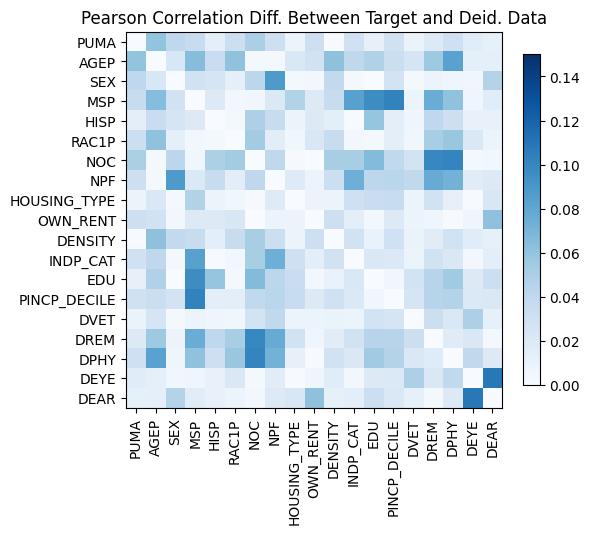 Pearson Correlation Diff. Between Target and Deid. Data
PUMA
AGEP
SEX
MSP
HISP
RAC1P
NOC
NPF
HOUSING_TYPE
OWN_RENT
DENSITY
INDP_CAT
EDU
PINCP_DECILE
DVET
DREM
DPHY
DEYE
DEAR
PUMA
AGEP
SEX
MSP
HISP
RAC1P
NOC
NPF
HOUSING_TYPE
OWN_RENT
DENSITY
INDP_CAT
EDU
PINCP_DECILE
DVET
DREM
DPHY
DEYE
DEAR
0.14
0.12
0.10
0.08
0.06
0.04
0.02
0.00